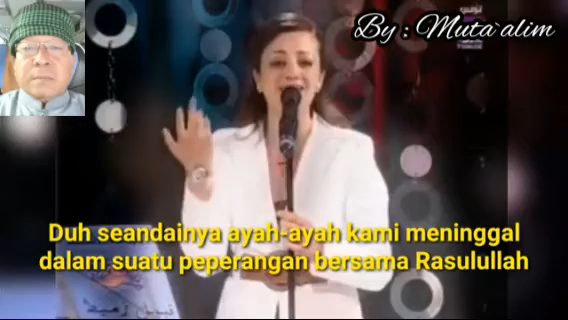 By : Muta`alim
Duh seandainya ayah-ayah kami meninggal
dalam suatu peperangan bersama Rasulullah